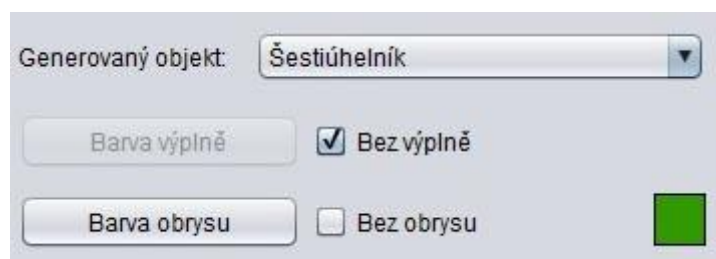 Generovaný objekt: Šestiúhelník
Barva výplně Bez výplně
Barva obrysu Bez obrysu